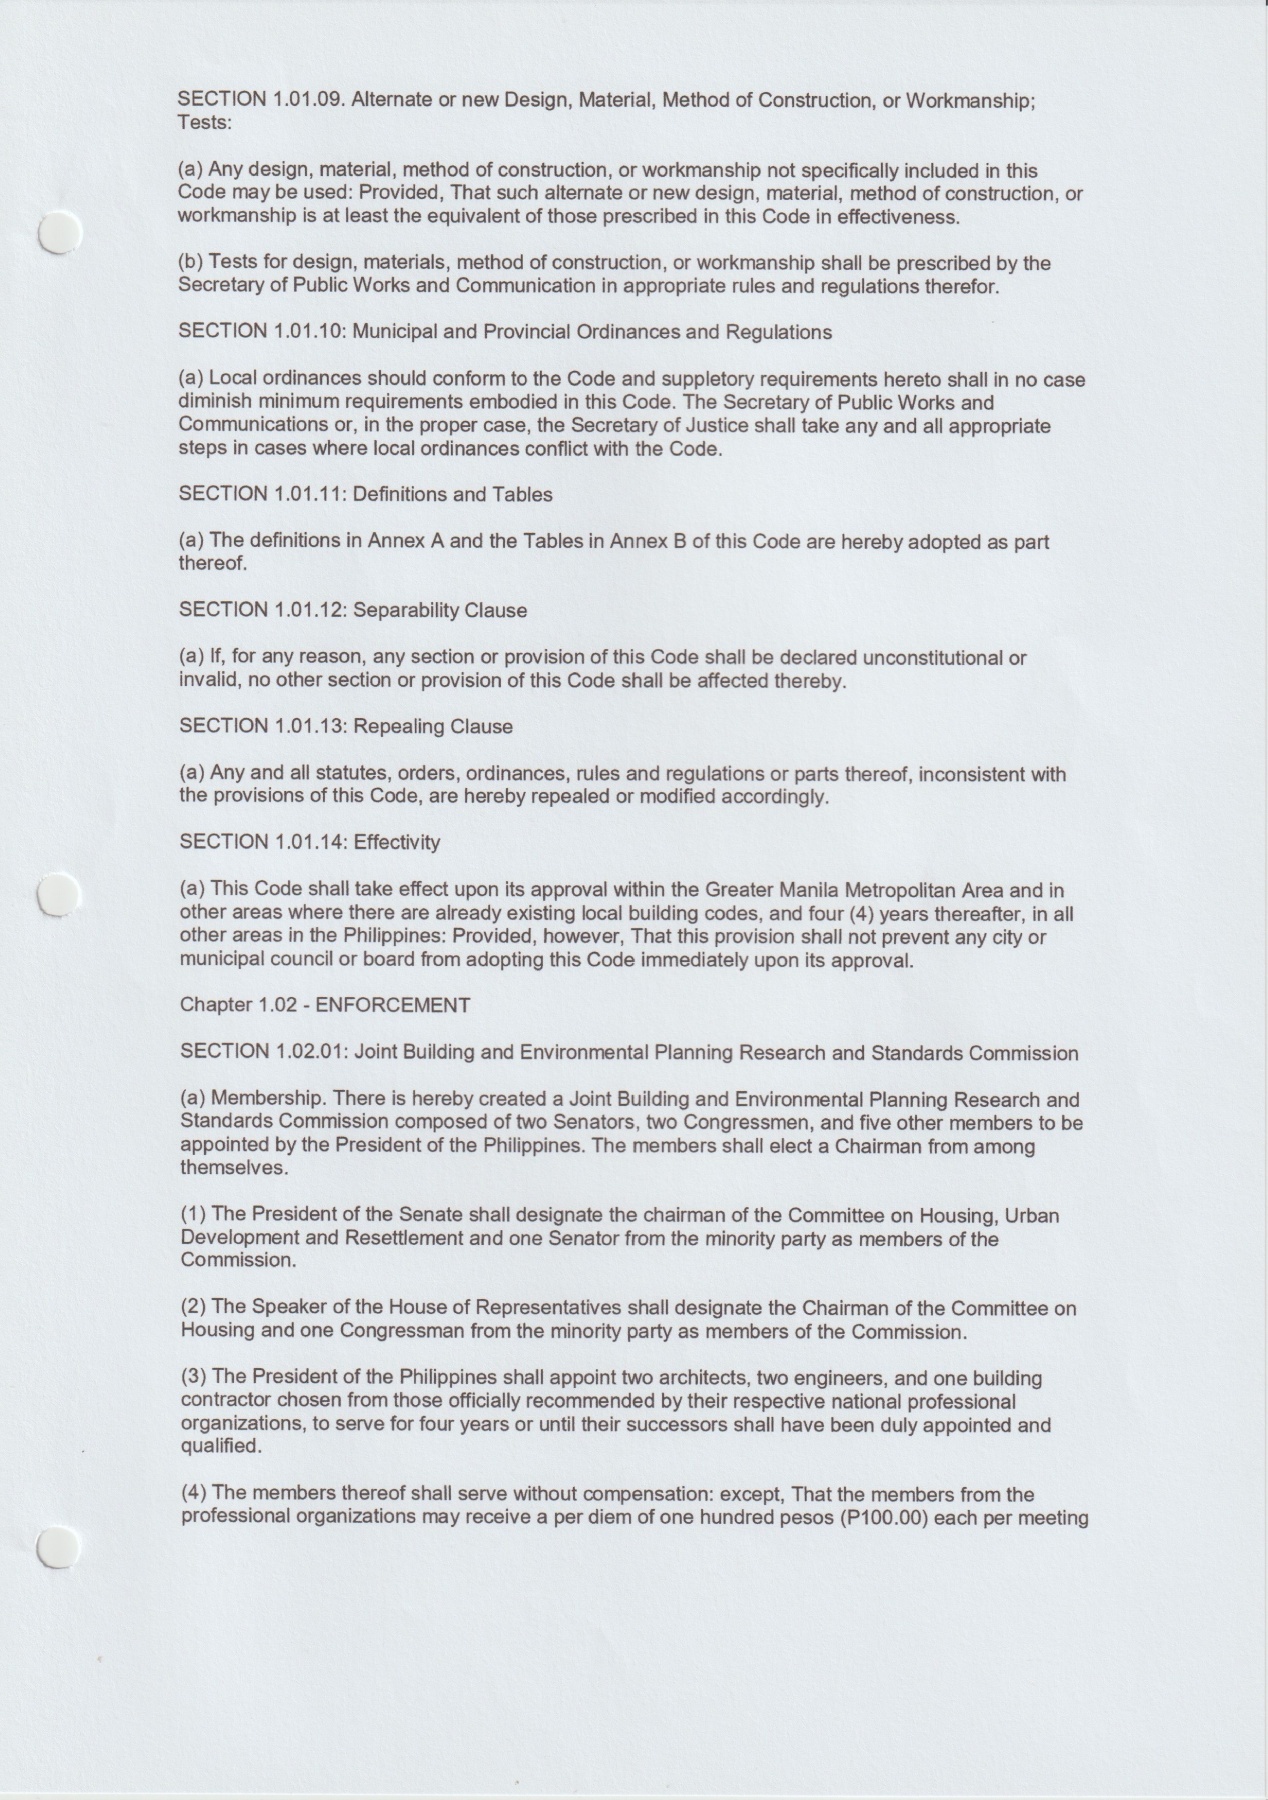 SECTION 1.01.09. Alternate or new Design, Material, Method of Construction, or Workmanship;
Tests:
(a) Any design, material, method of construction, or workmanship not specifically included in this
Code may be used: Provided, That such alternate or new design, material, method of construction, or
workmanship is at least the equivalent of those prescribed in this Code in effectiveness.
(b) Tests for design, materials, method of construction, or workmanship shall be prescribed by the
Secretary of Public Works and Communication in appropriate rules and regulations therefor.
SECTION 1.01.10: Municipal and Provincial Ordinances and Regulations
(a) Local ordinances should conform to the Code and suppletory requirements hereto shall in no case
diminish minimum requirements embodied in this Code. The Secretary of Public Works and
Communications or, in the proper case, the Secretary of Justice shall take any and all appropriate
steps in cases where local ordinances conflict with the Code.
SECTION 1.01.11: Definitions and Tables
(a) The definitions in Annex A and the Tables in Annex B of this Code are hereby adopted as part
thereof.
SECTION 1.01.12: Separability Clause
(a) If, for any reason, any section or provision of this Code shall be declared unconstitutional or
invalid, no other section or provision of this Code shall be affected thereby.
SECTION 1.01.13: Repealing Clause
(a) Any and all statutes, orders, ordinances, rules and regulations or parts thereof, inconsistent with
the provisions of this Code, are hereby repealed or modified accordingly.
SECTION 1.01.14: Effectivity
(a) This Code shall take effect upon its approval within the Greater Manila Metropolitan Area and in
other areas where there are already existing local building codes, and four (4) years thereafter, in all
other areas in the Philippines: Provided, however, That this provision shall not prevent any city or
municipal council or board from adopting this Code immediately upon its approval.
Chapter 1.02 - ENFORCEMENT
SECTION 1.02.01: Joint Building and Environmental Planning Research and Standards Commission
(a) Membership. There is hereby created a Joint Building and Environmental Planning Research and
Standards Commission composed of two Senators, two Congressmen, and five other members to be
appointed by the President of the Philippines. The members shall elect a Chairman from among
themselves.
(1) The President of the Senate shall designate the chairman of the Committee on Housing, Urban
Development and Resettlement and one Senator from the minority party as members of the
Commission.
(2) The Speaker of the House of Representatives shall designate the Chairman of the Committee on
Housing and one Congressman from the minority party as members of the Commission.
(3) The President of the Philippines shall appoint two architects, two engineers, and one building
contractor chosen from those officially recommended by their respective national professional
organizations, to serve for four years or until their successors shall have been duly appointed and
qualified.
(4) The members thereof shall serve without compensation: except, That the members from the
professional organizations may receive a per diem of one hundred pesos (P100.00) each per meeting